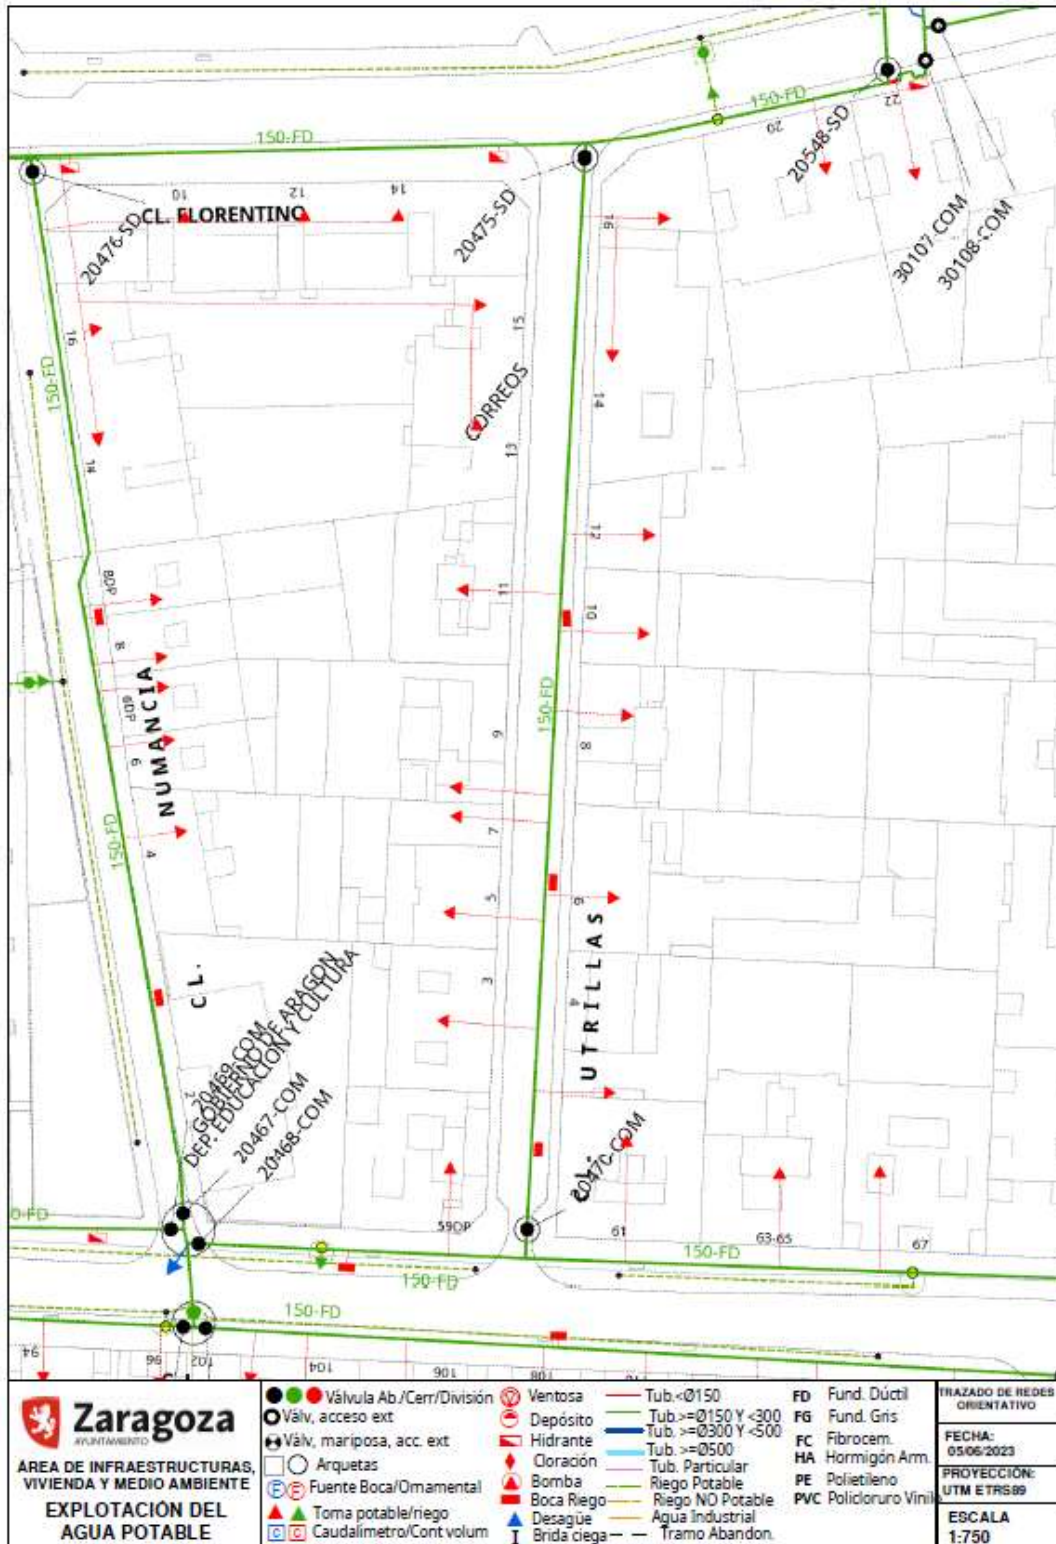 150-FD
150-FD
22
20
20548-SD
30107-COM
30108-COM
10
12
14
CL. FLORENTINO
20476-SD
20475-SD
16
15
16
150-FD
CORREOS
14
13
14
12
8DP
11
10
8
NUMANCIA
6DP
150-FD
9
8
6
150-FD
4
7
5
6
CL.
3
UTRILLAS
4
20469-COM
GOBIERNO DE ARAGON
DEP. EDUCACION Y CULTURA
2
20467-COM
20468-COM
20470-COM
CL.
0-FD
59DP
61
63-65
67
150-FD
150-FD
150-FD
94
96
102
104
106
108
Zaragoza
AYUNTAMIENTO
ÁREA DE INFRAESTRUCTURAS,
VIVIENDA Y MEDIO AMBIENTE
EXPLOTACIÓN DEL
AGUA POTABLE
Válvula Ab./Cerr/División
Válv, acceso ext
Válv, mariposa, acc. ext
Arquetas
Fuente Boca/Ornamental
Toma potable/riego
Caudalimetro/Cont volum
Ventosa
Depósito
Hidrante
Cloración
Bomba
Boca Riego
Desagüe
Brida ciega
Tub.<Ø150
Tub.>=Ø150 Y <300
Tub. >=Ø300 Y <500
Tub. >=Ø500
Tub. Particular
Riego Potable
Riego NO Potable
Agua Industrial
Tramo Abandon.
FD Fund. Dúctil
FG Fund. Gris
FC Fibrocem.
HA Hormigón Arm.
PE Polietileno
PVC Policloruro Vinilo
TRAZADO DE REDES
ORIENTATIVO
FECHA:
05/06/2023
PROYECCIÓN:
UTM ETRS89
ESCALA
1:750